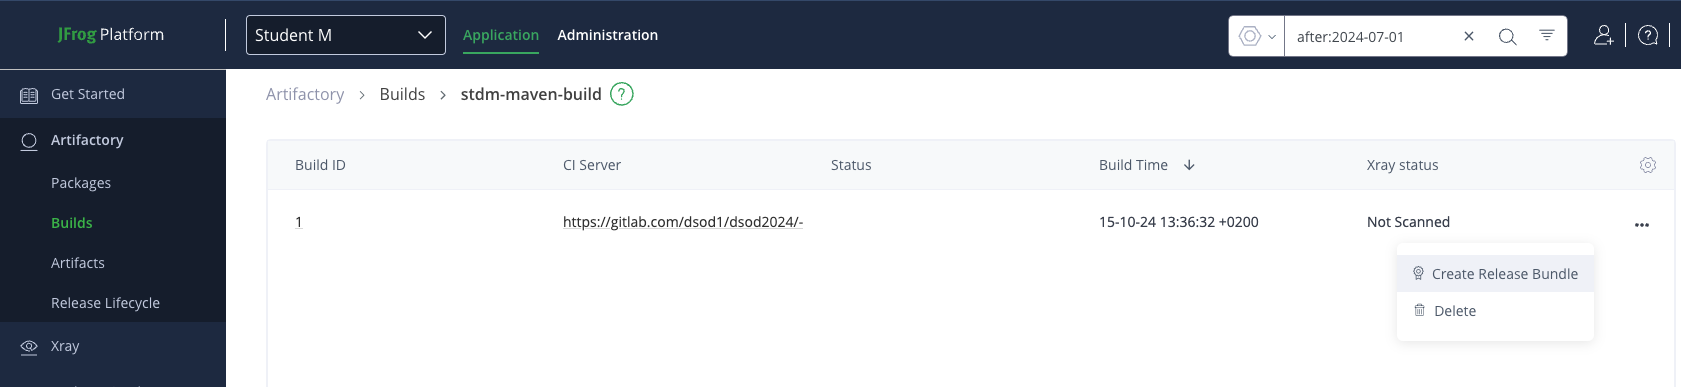 JFrog Platform
Student M
Application
Administration
after:2024-07-01
Get Started
Artifactory
Packages
Builds
Artifacts
Release Lifecycle
Xray
Artifactory > Builds > stdm-maven-build ?
Build ID CI Server Status Build Time ↓ Xray status
1 https://gitlab.com/dsod1/dsod2024/- 15-10-24 13:36:32 +0200 Not Scanned ...
Create Release Bundle
Delete